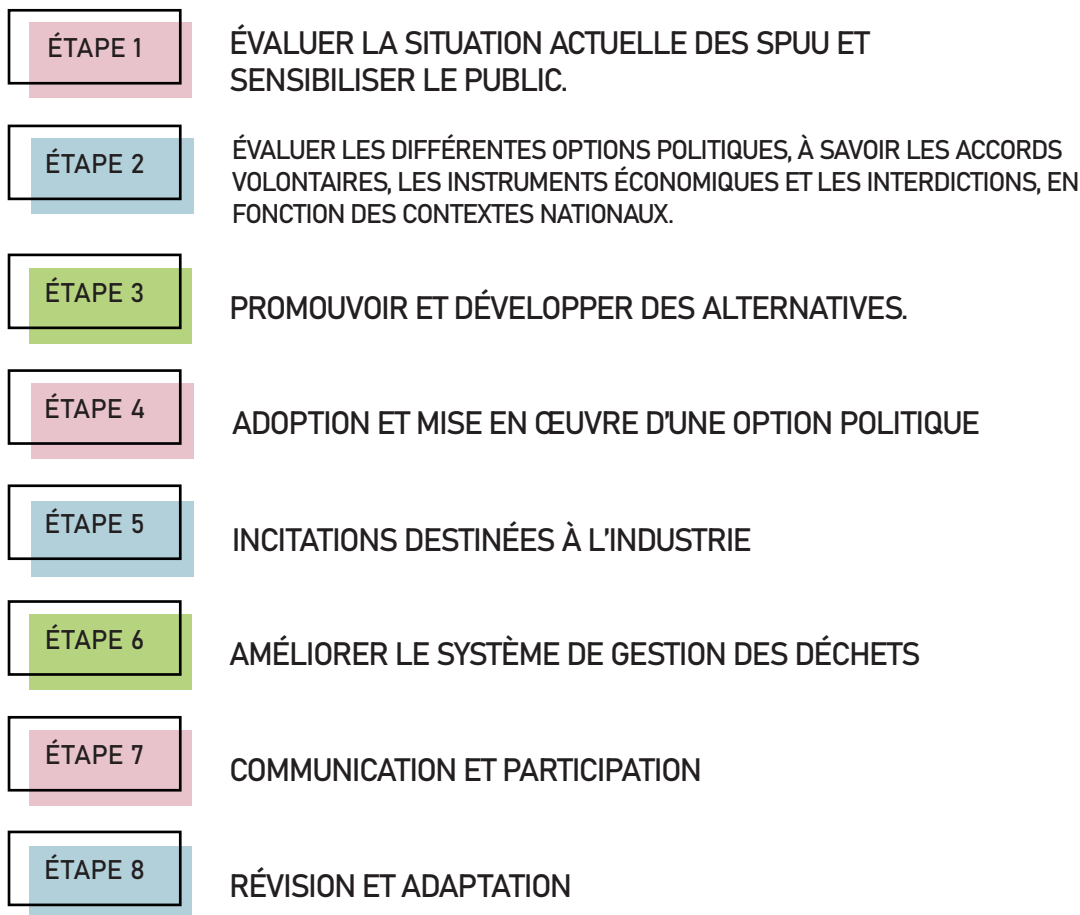 ÉTAPE 1
ÉVALUER LA SITUATION ACTUELLE DES SPUU ET
SENSIBILISER LE PUBLIC.
ÉTAPE 2
ÉVALUER LES DIFFÉRENTES OPTIONS POLITIQUES, À SAVOIR LES ACCORDS
VOLONTAIRES, LES INSTRUMENTS ÉCONOMIQUES ET LES INTERDICTIONS, EN
FONCTION DES CONTEXTES NATIONAUX.
ÉTAPE 3
PROMOUVOIR ET DÉVELOPPER DES ALTERNATIVES.
ÉTAPE 4
ADOPTION ET MISE EN ŒUVRE D'UNE OPTION POLITIQUE
ÉTAPE 5
INCITATIONS DESTINÉES À L'INDUSTRIE
ÉTAPE 6
AMÉLIORER LE SYSTÈME DE GESTION DES DÉCHETS
ÉTAPE 7
COMMUNICATION ET PARTICIPATION
ÉTAPE 8
RÉVISION ET ADAPTATION